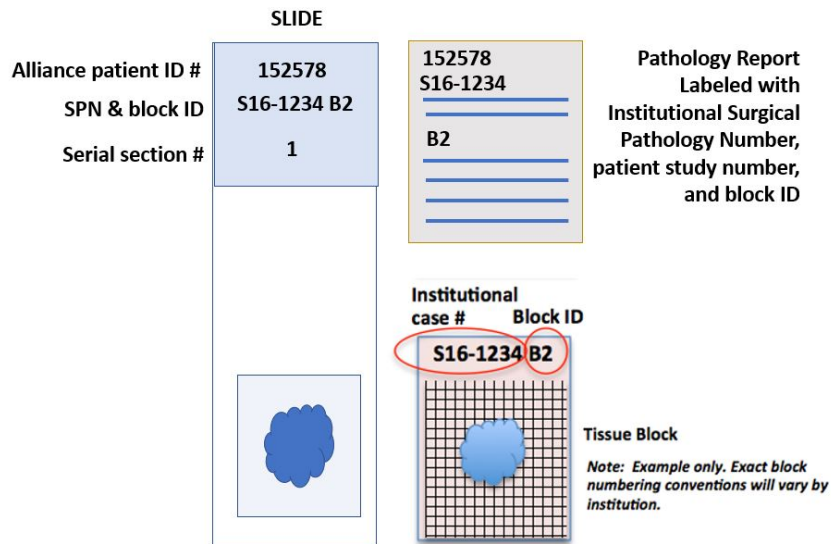 SLIDE
Alliance patient ID #
152578
SPN & block ID
S16-1234 B2
Serial section #
1
152578
S16-1234
B2
Pathology Report
Labeled with
Institutional Surgical
Pathology Number,
patient study number,
and block ID
Institutional
case #
Block ID
S16-1234 B2
Tissue Block
Note: Example only. Exact block
numbering conventions will vary by
institution.